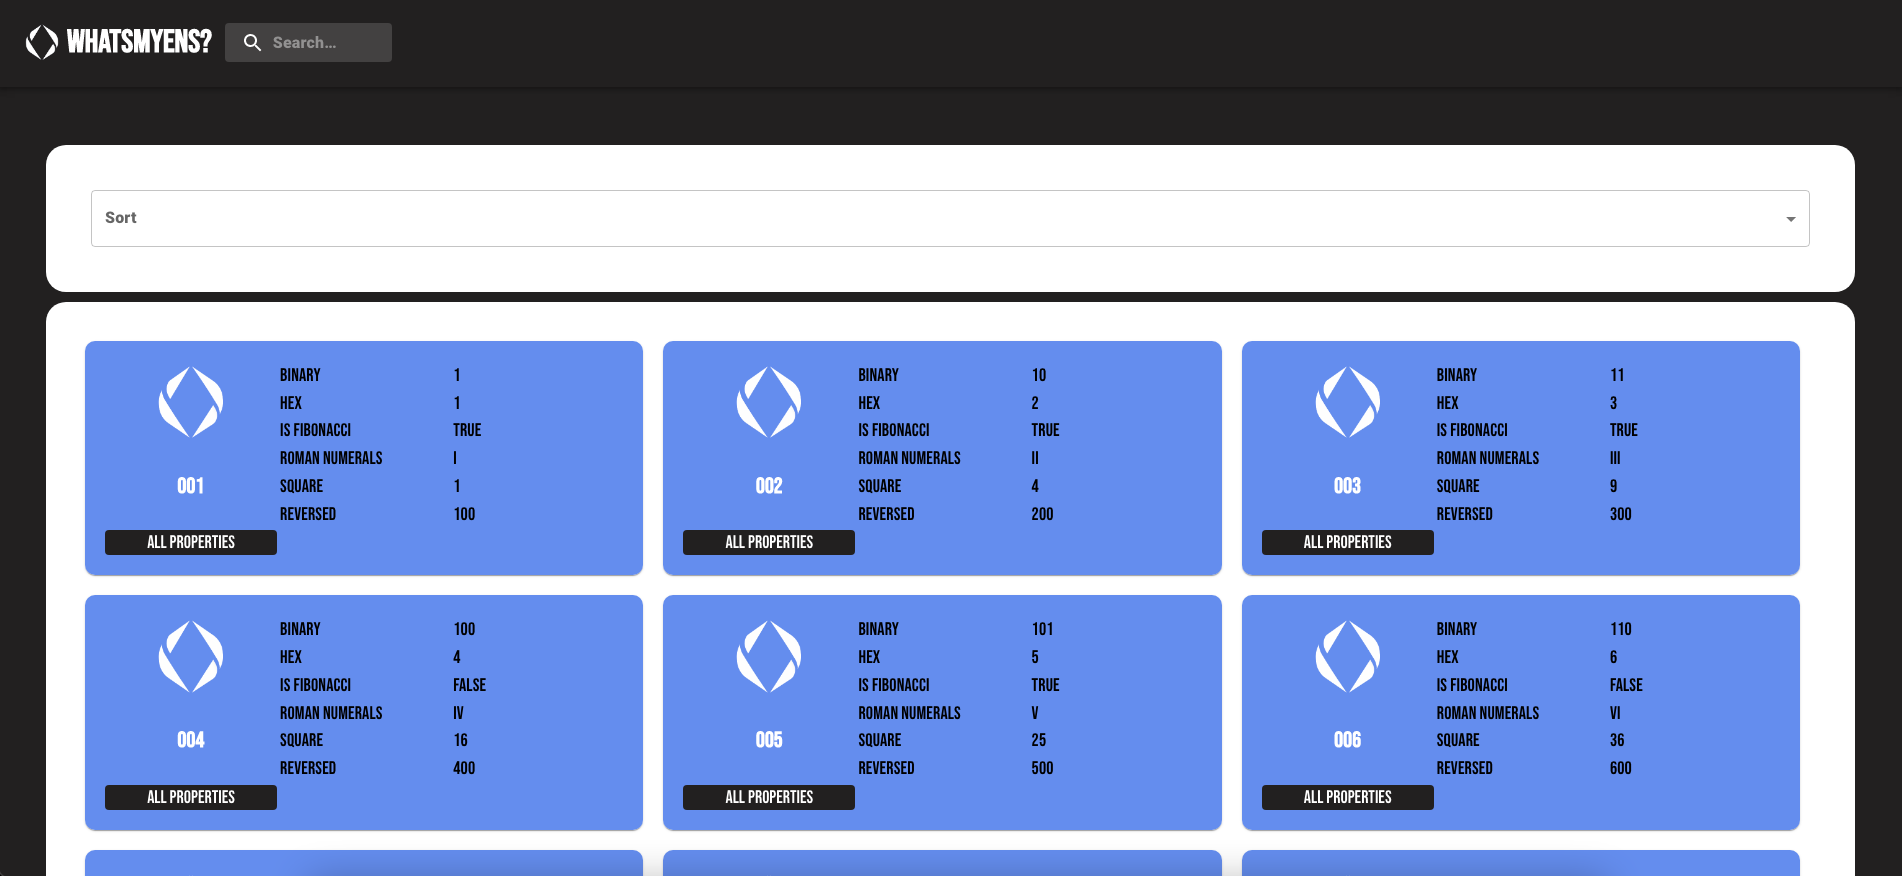 WHATSMYENS? Search...
Sort
BINARY 1
HEX 1
IS FIBONACCI TRUE
ROMAN NUMERALS I
001 SQUARE 1
REVERSED 100
ALL PROPERTIES
BINARY 10
HEX 2
IS FIBONACCI TRUE
ROMAN NUMERALS II
002 SQUARE 4
REVERSED 200
ALL PROPERTIES
BINARY 11
HEX 3
IS FIBONACCI TRUE
ROMAN NUMERALS III
003 SQUARE 9
REVERSED 300
ALL PROPERTIES
BINARY 100
HEX 4
IS FIBONACCI FALSE
ROMAN NUMERALS IV
004 SQUARE 16
REVERSED 400
ALL PROPERTIES
BINARY 101
HEX 5
IS FIBONACCI TRUE
ROMAN NUMERALS V
005 SQUARE 25
REVERSED 500
ALL PROPERTIES
BINARY 110
HEX 6
IS FIBONACCI FALSE
ROMAN NUMERALS VI
006 SQUARE 36
REVERSED 600
ALL PROPERTIES